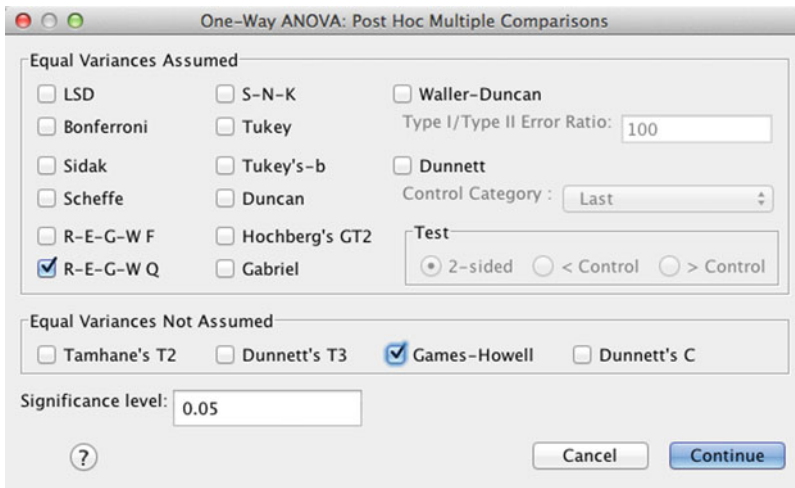 One-Way ANOVA: Post Hoc Multiple Comparisons
Equal Variances Assumed
LSD S-N-K Waller-Duncan
Bonferroni Tukey Type I/Type II Error Ratio: 100
Sidak Tukey's-b Dunnett
Scheffe Duncan Control Category : Last
R-E-G-W F Hochberg's GT2 Test
R-E-G-W Q Gabriel 2-sided < Control > Control
Equal Variances Not Assumed
Tamhane's T2 Dunnett's T3 Games-Howell Dunnett's C
Significance level: 0.05
? Cancel Continue